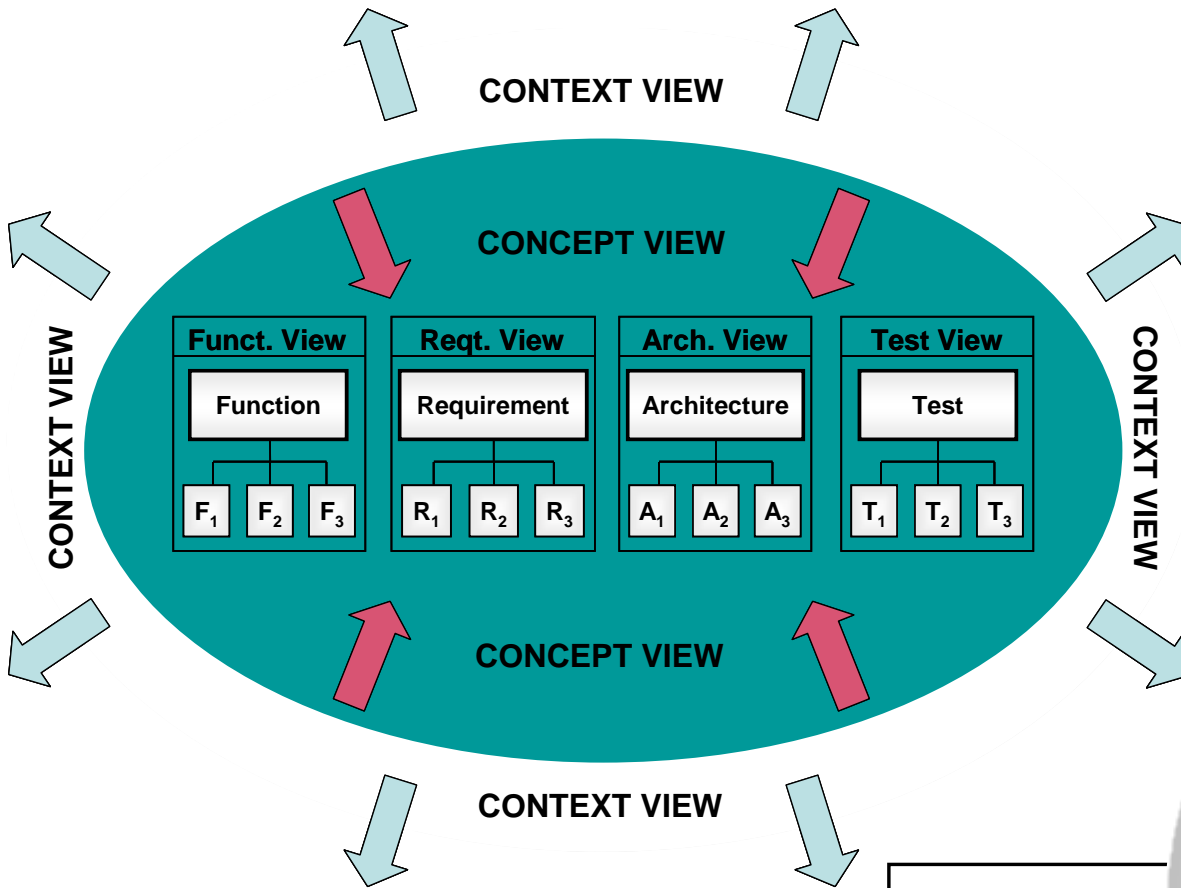 CONTEXT VIEW
CONCEPT VIEW
CONTEXT VIEW
CONTEXT VIEW
Funct. View
Function
F₁ F₂ F₃
Reqt. View
Requirement
R₁ R₂ R₃
Arch. View
Architecture
A₁ A₂ A₃
Test View
Test
T₁ T₂ T₃
CONCEPT VIEW
CONTEXT VIEW